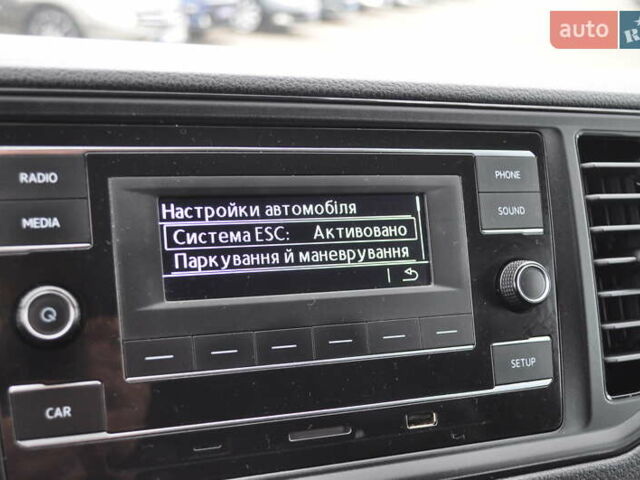 auto
RADIO
MEDIA
CAR
PHONE
SOUND
SETUP
Настройки автомобіля
Система ESC: Активовано
Паркування й маневрування